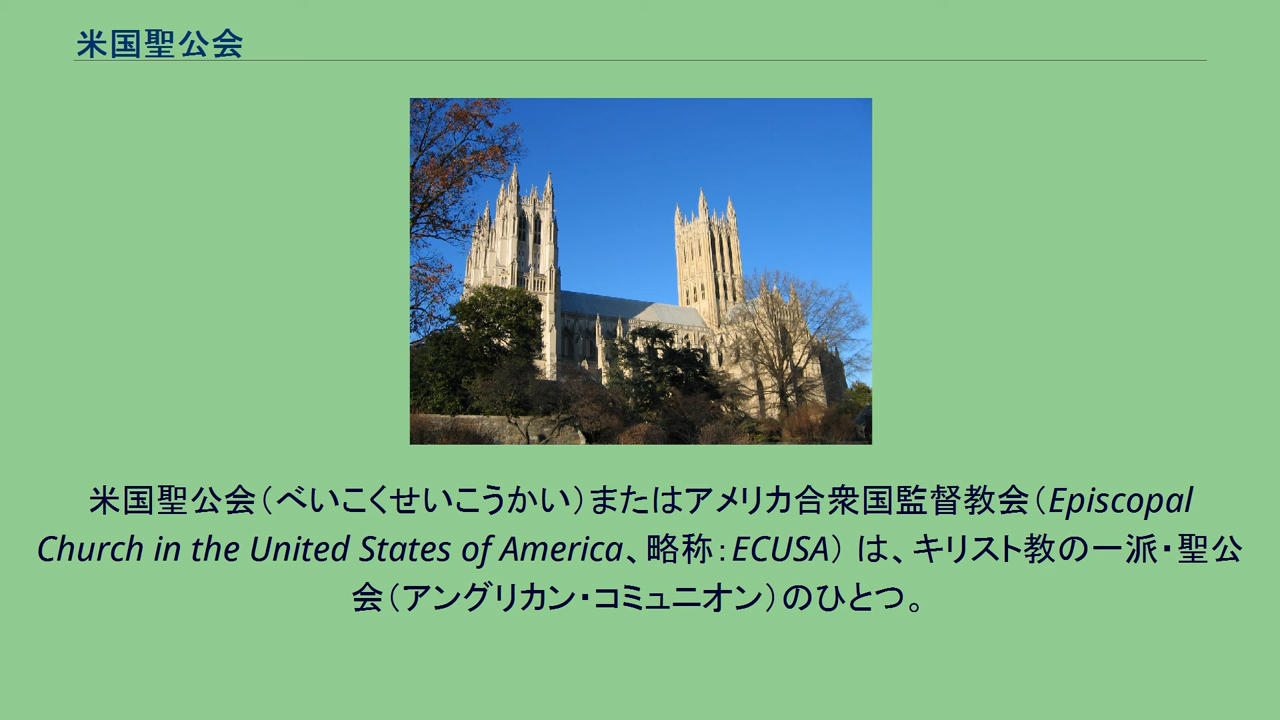 米国聖公会
米国聖公会（べいこくせいこうかい）またはアメリカ合衆国監督教会（Episcopal
Church in the United States of America、略称：ECUSA） は、キリスト教の一派・聖公
会（アングリカン・コミュニオン）のひとつ。